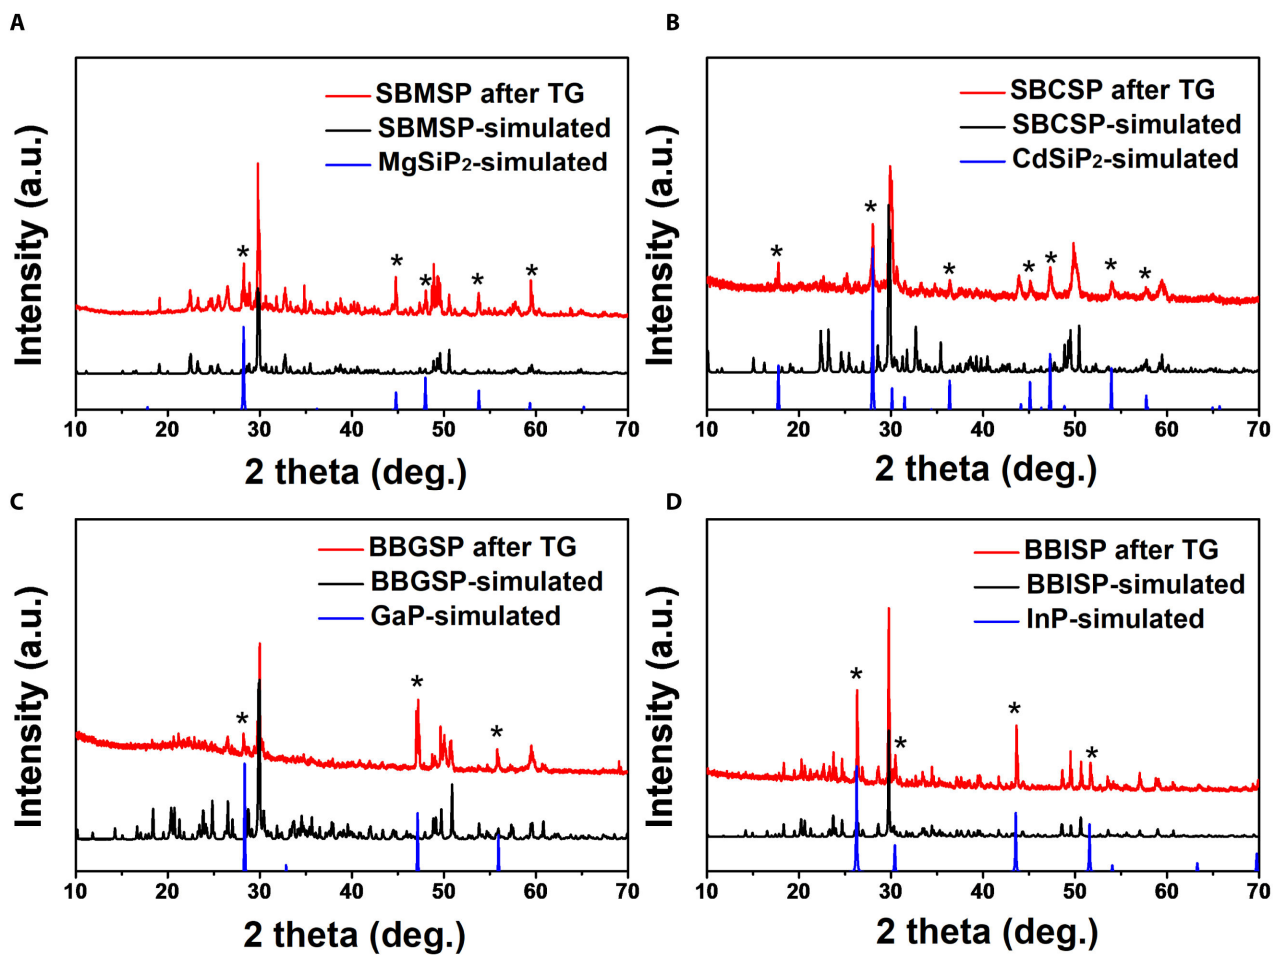 A
SBMSP after TG
SBMSP-simulated
MgSiP2-simulated
* * * * *
Intensity (a.u.)
10 20 30 40 50 60 70
2 theta (deg.)
B
SBCSP after TG
SBCSP-simulated
CdSiP2-simulated
* * * * * * *
Intensity (a.u.)
10 20 30 40 50 60 70
2 theta (deg.)
C
BBGSP after TG
BBGSP-simulated
GaP-simulated
* * *
Intensity (a.u.)
10 20 30 40 50 60 70
2 theta (deg.)
D
BBISP after TG
BBISP-simulated
InP-simulated
* * * *
Intensity (a.u.)
10 20 30 40 50 60 70
2 theta (deg.)